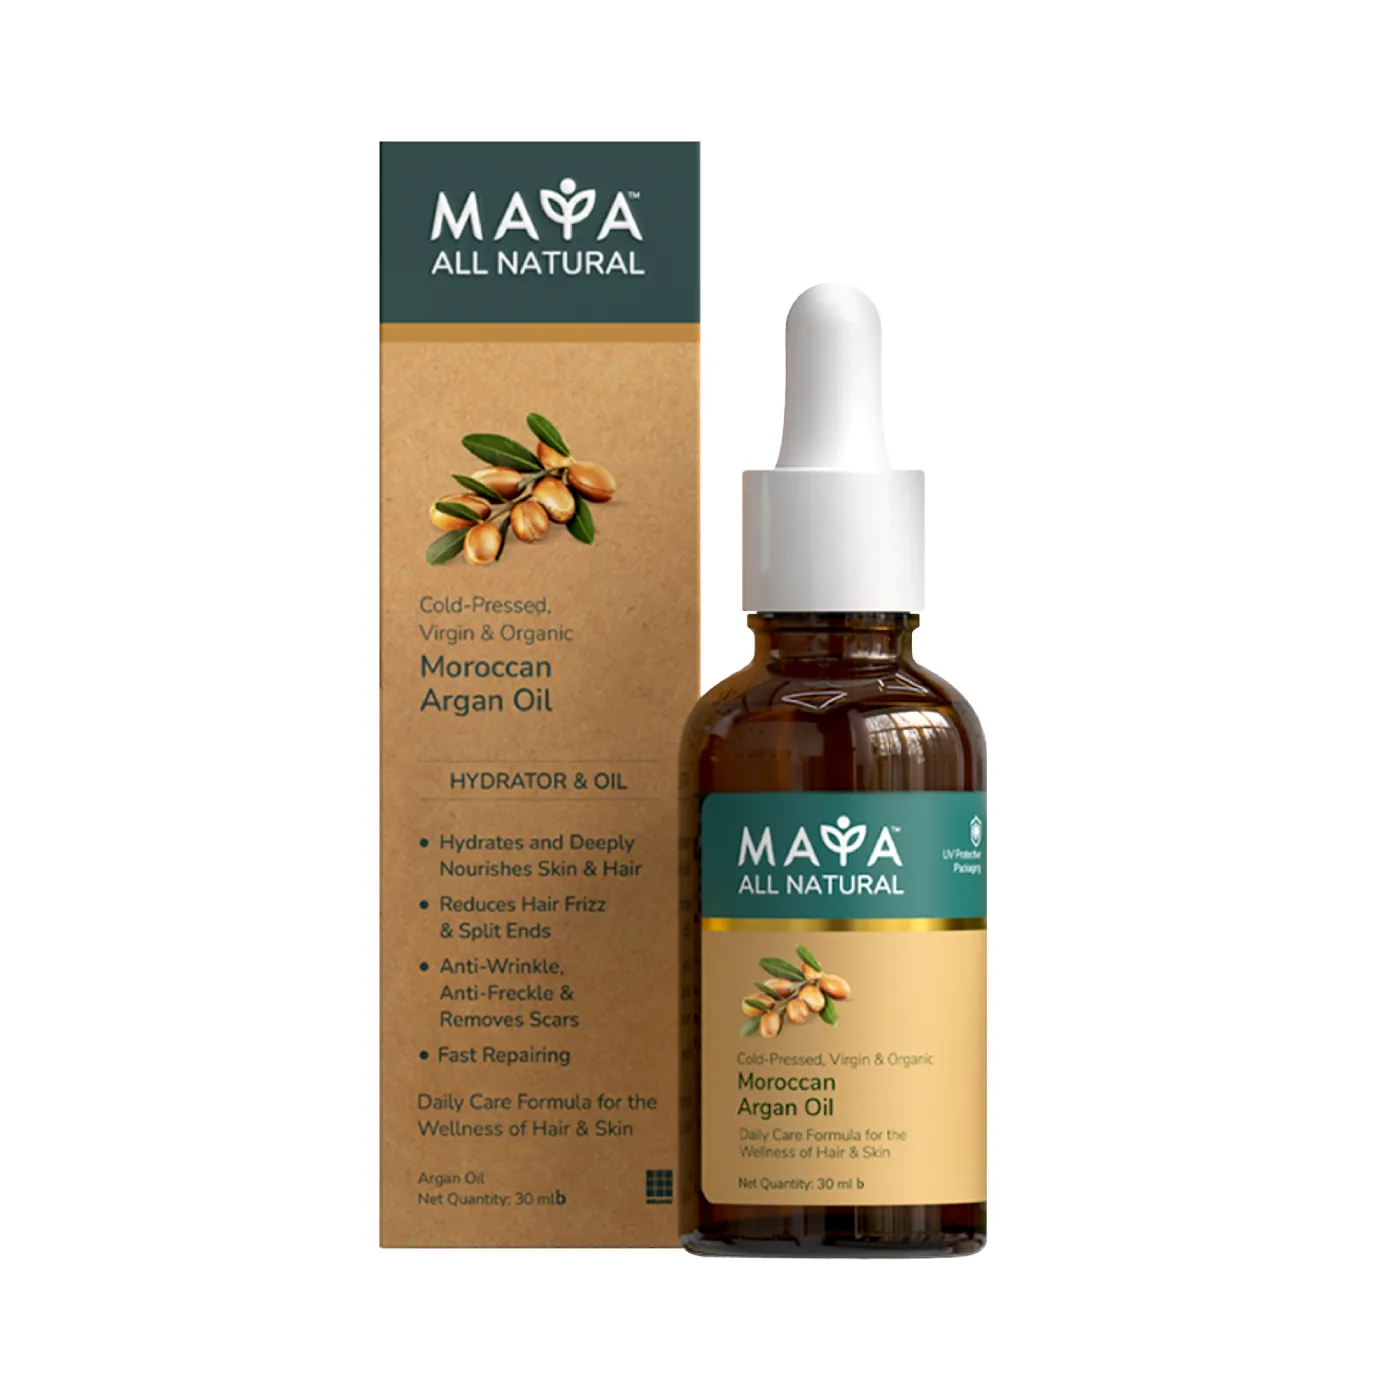 MAYA™
ALL NATURAL
Cold-Pressed,
Virgin & Organic
Moroccan
Argan Oil
HYDRATOR & OIL
• Hydrates and Deeply
Nourishes Skin & Hair
• Reduces Hair Frizz
& Split Ends
• Anti-Wrinkle,
Anti-Freckle &
Removes Scars
• Fast Repairing
Daily Care Formula for the
Wellness of Hair & Skin
Argan Oil
Net Quantity: 30 mlb
MAYA™
ALL NATURAL
UV Protective
Packaging
Cold-Pressed, Virgin & Organic
Moroccan
Argan Oil
Daily Care Formula for the
Wellness of Hair & Skin
Net Quantity: 30 ml b